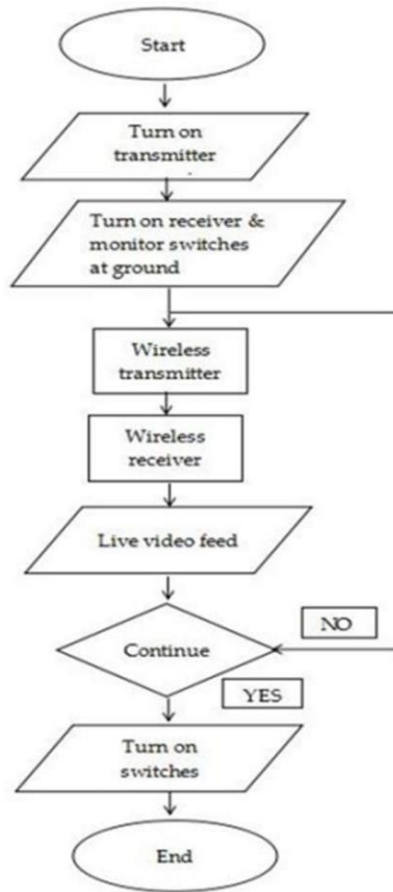 Start
Turn on
transmitter
Turn on receiver &
monitor switches
at ground
Wireless
transmitter
Wireless
receiver
Live video feed
Continue
NO
YES
Turn on
switches
End